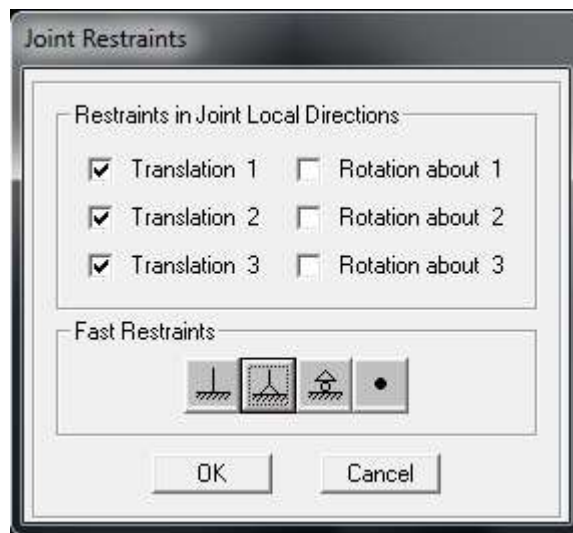 Joint Restraints
Restraints in Joint Local Directions
Translation 1 Rotation about 1
Translation 2 Rotation about 2
Translation 3 Rotation about 3
Fast Restraints
OK Cancel